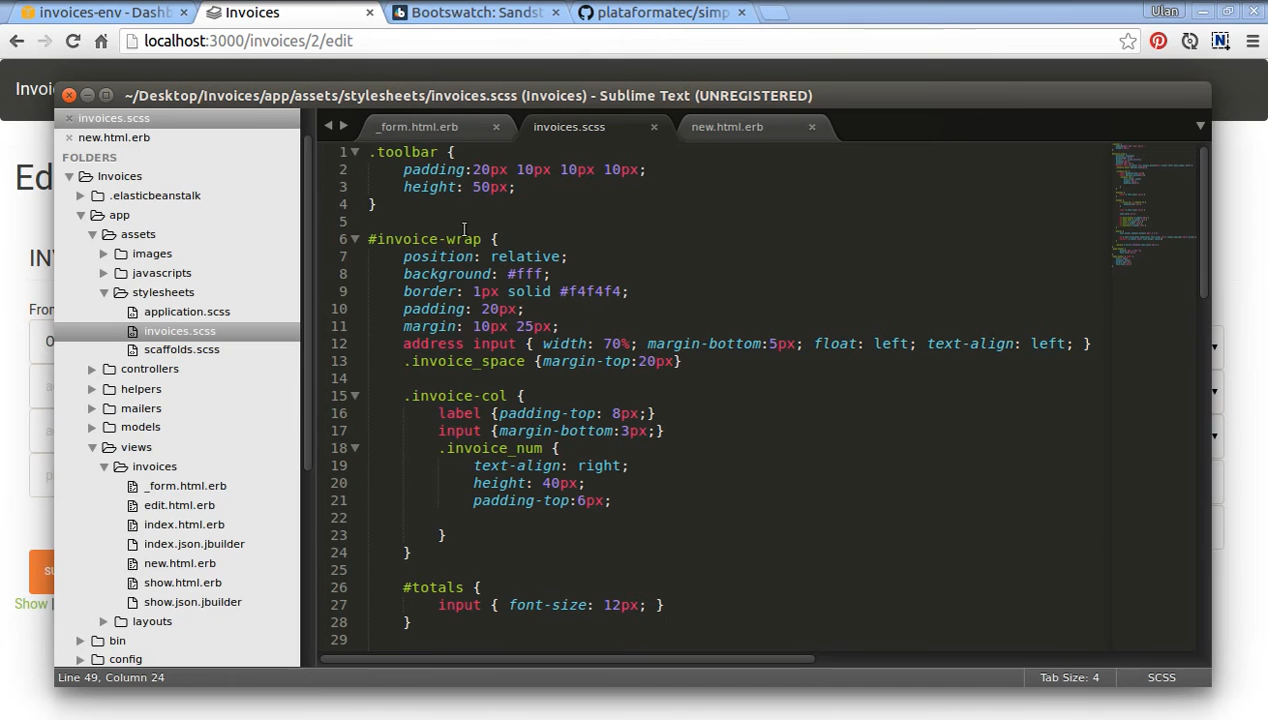 invoices-env - Dashb
Invoices
Bootswatch: Sandst
plataformatec/simp
Ulan
localhost:3000/invoices/2/edit
Invoi
~/Desktop/Invoices/app/assets/stylesheets/invoices.scss (Invoices) - Sublime Text (UNREGISTERED)
invoices.scss
new.html.erb
FOLDERS
Invoices
.elasticbeanstalk
app
assets
images
javascripts
stylesheets
application.scss
invoices.scss
scaffolds.scss
controllers
helpers
mailers
models
views
invoices
_form.html.erb
edit.html.erb
index.html.erb
index.json.jbuilder
new.html.erb
show.html.erb
show.json.jbuilder
layouts
bin
config
_form.html.erb
invoices.scss
new.html.erb
1 .toolbar {
2 padding:20px 10px 10px 10px;
3 height: 50px;
4 }
5
6 #invoice-wrap {
7 position: relative;
8 background: #fff;
9 border: 1px solid #f4f4f4;
10 padding: 20px;
11 margin: 10px 25px;
12 address input { width: 70%; margin-bottom:5px; float: left; text-align: left; }
13 .invoice_space {margin-top:20px}
14
15 .invoice-col {
16 label {padding-top: 8px;}
17 input {margin-bottom:3px;}
18 .invoice_num {
19 text-align: right;
20 height: 40px;
21 padding-top:6px;
22
23 }
24 }
25
26 #totals {
27 input { font-size: 12px; }
28 }
29
Line 49, Column 24
Tab Size: 4
SCSS
Ed
IN
From
Show |